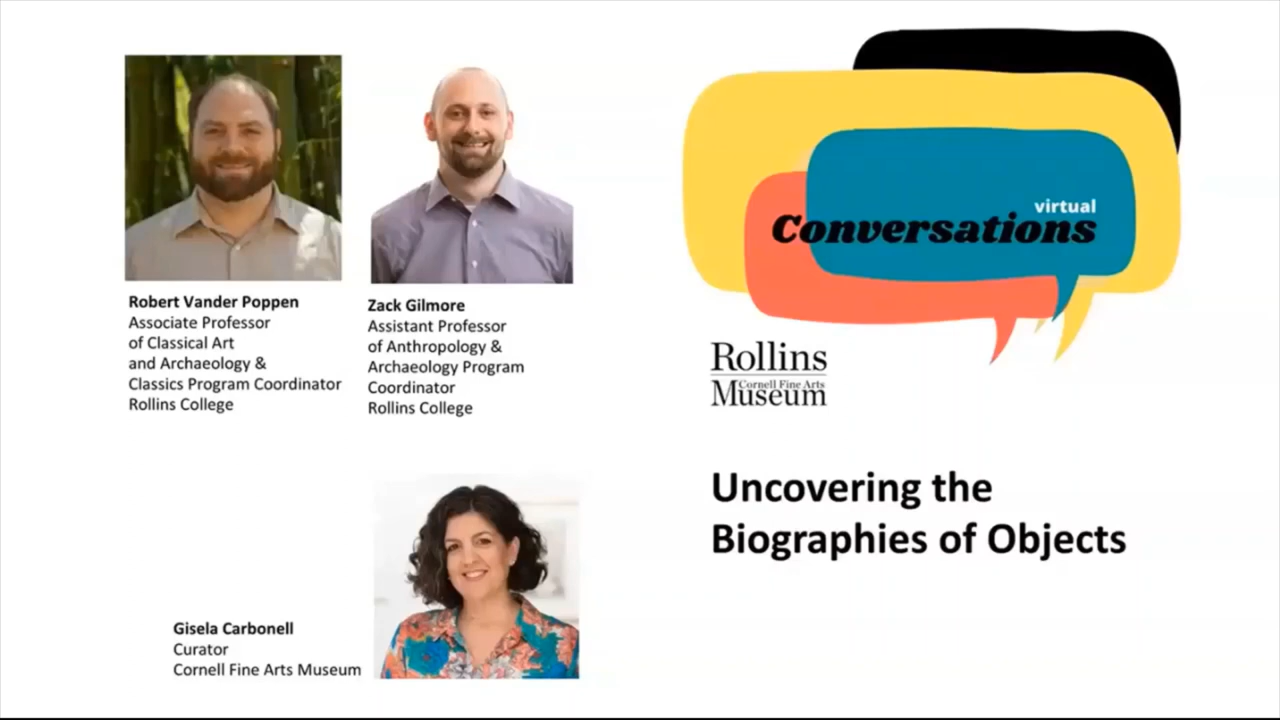 Robert Vander Poppen
Associate Professor
of Classical Art
and Archaeology &
Classics Program Coordinator
Rollins College
Zack Gilmore
Assistant Professor
of Anthropology &
Archaeology Program
Coordinator
Rollins College
Gisela Carbonell
Curator
Cornell Fine Arts Museum
virtual
Conversations
Rollins
Cornell Fine Arts
Museum
Uncovering the
Biographies of Objects